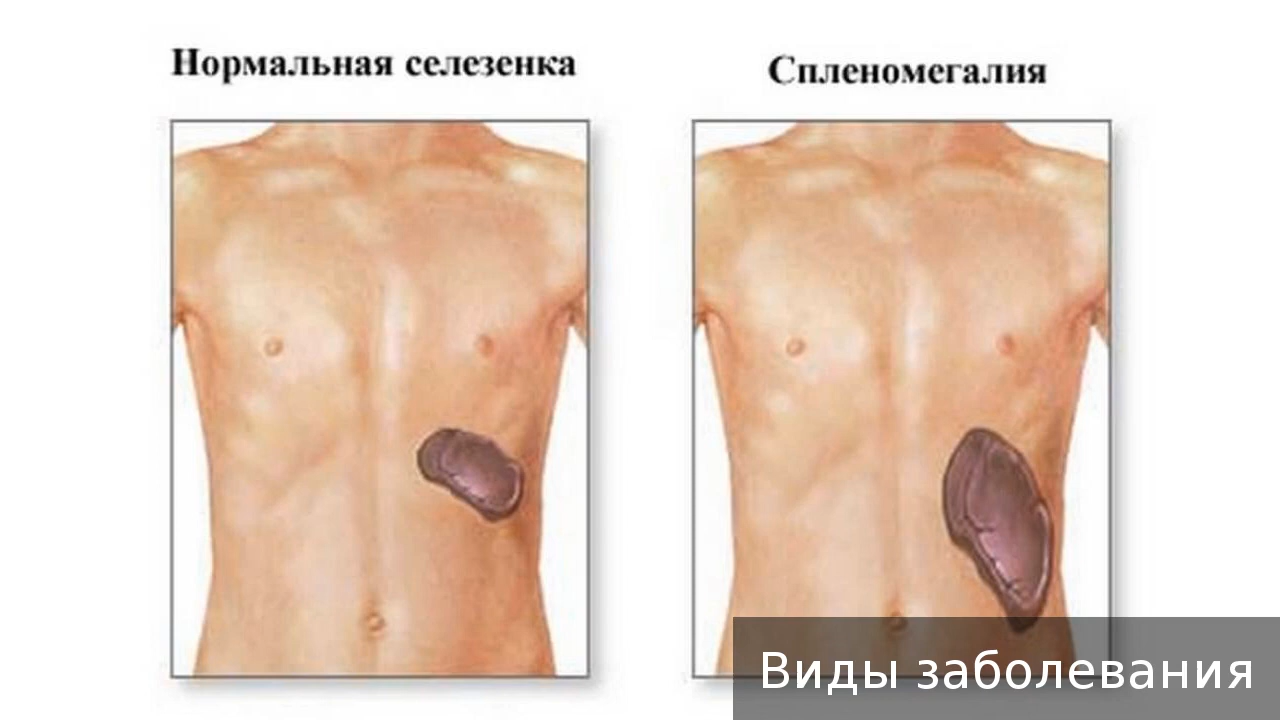 Нормальная селезенка
Спленомегалия
Виды заболевания